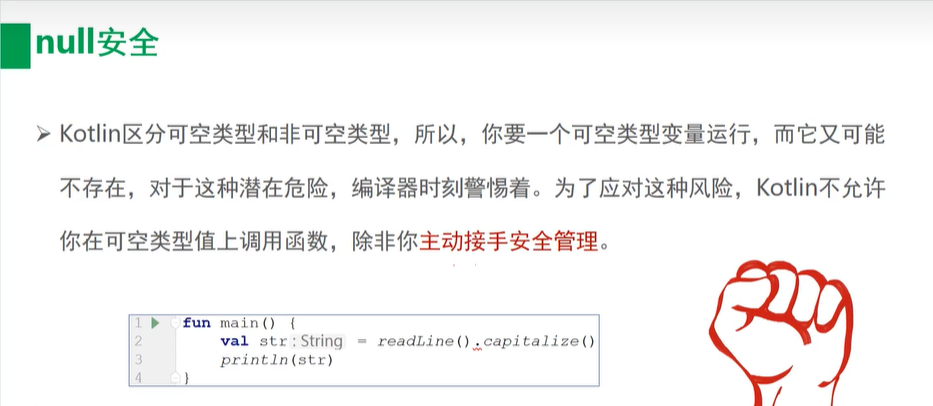 null安全
➢ Kotlin区分可空类型和非可空类型，所以，你要一个可空类型变量运行，而它又可能
不存在，对于这种潜在危险，编译器时刻警惕着。为了应对这种风险，Kotlin不允许
你在可空类型值上调用函数，除非你主动接手安全管理。
1 fun main() {
2 val str: String = readLine().capitalize()
3 println(str)
4 }